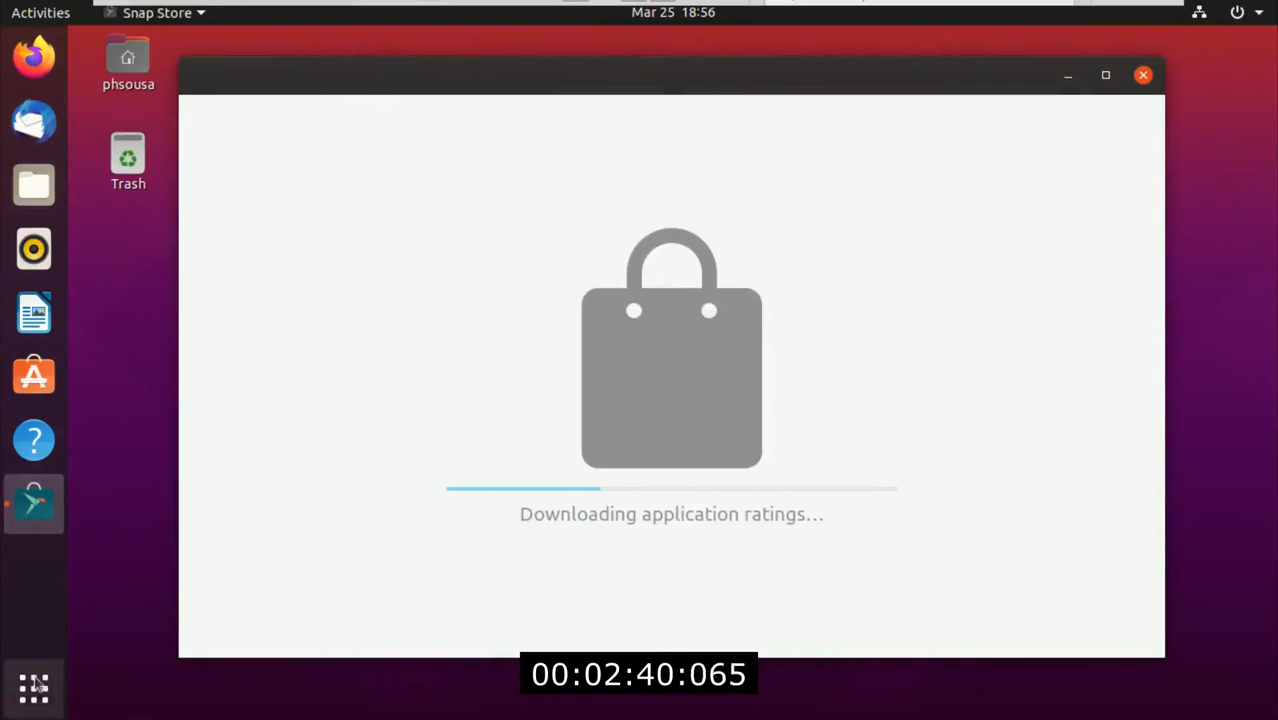 Activities
Snap Store
Mar 25 18:56
phsousa
Trash
Downloading application ratings...
00:02:40:065